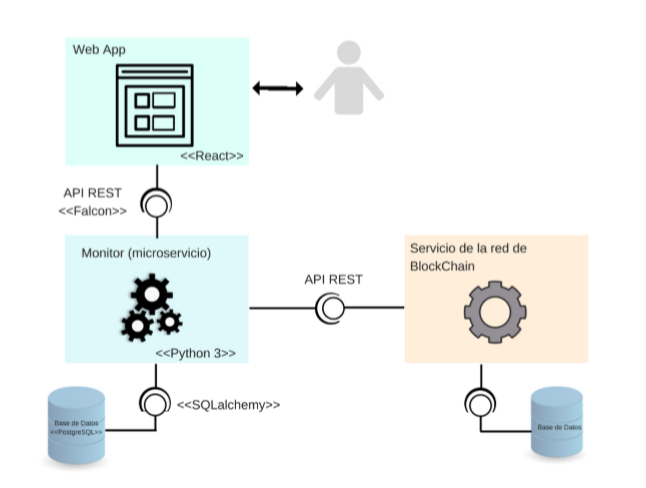 Web App
<<React>>
API REST
<<Falcon>>
Monitor (microservicio)
<<Python 3>>
API REST
Servicio de la red de
BlockChain
<<SQLalchemy>>
Base de Datos
<<PostgreSQL>>
Base de Datos